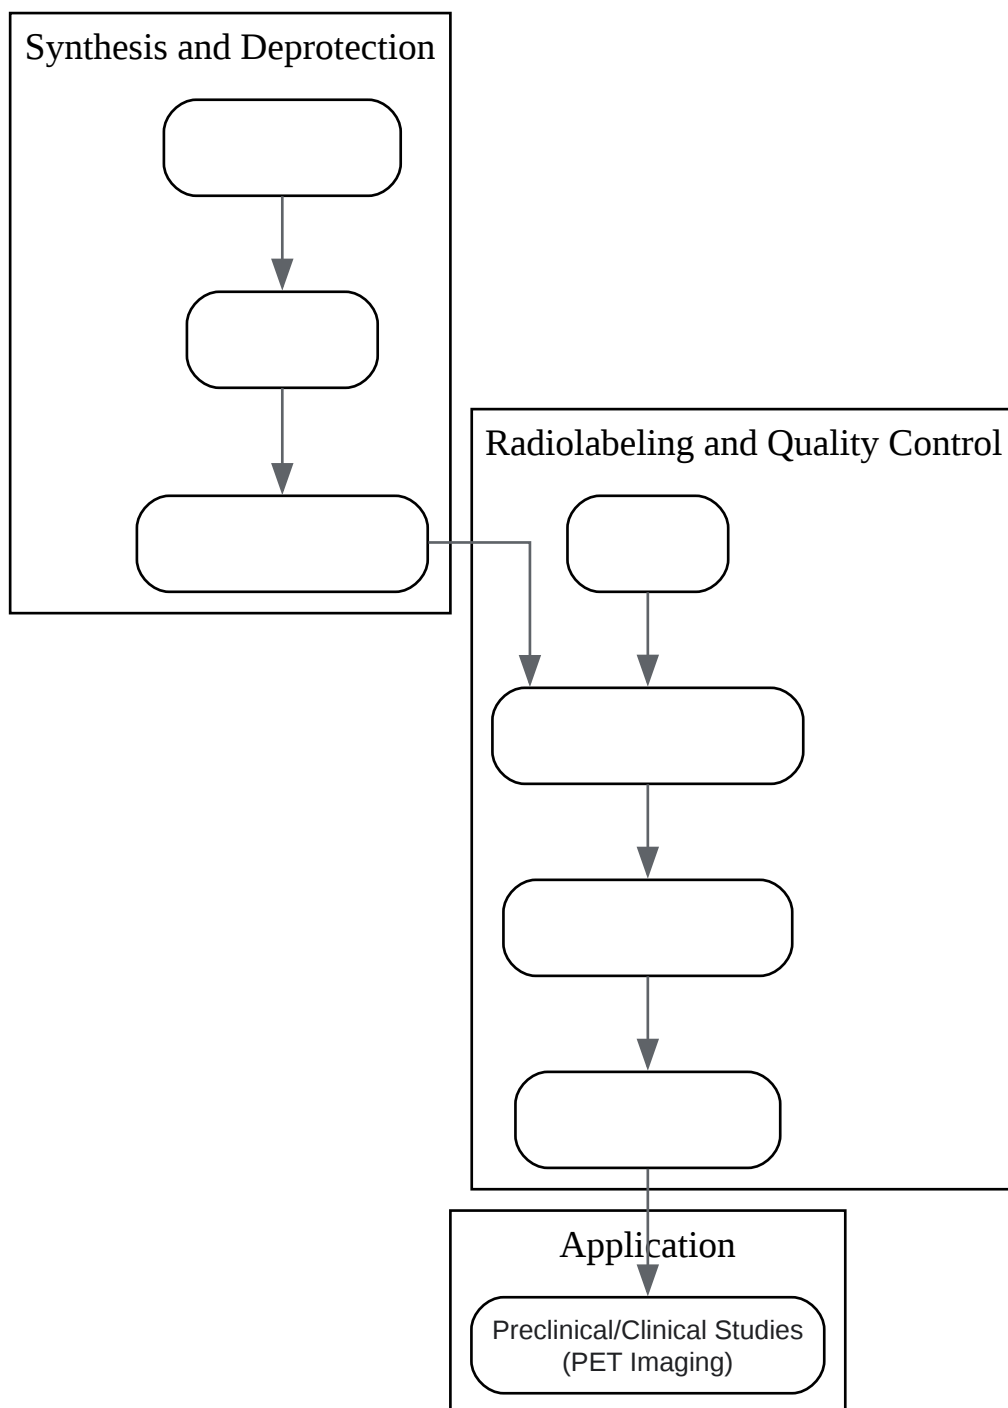 Synthesis and Deprotection
Radiolabeling and Quality Control
Application
Preclinical/Clinical Studies
(PET Imaging)